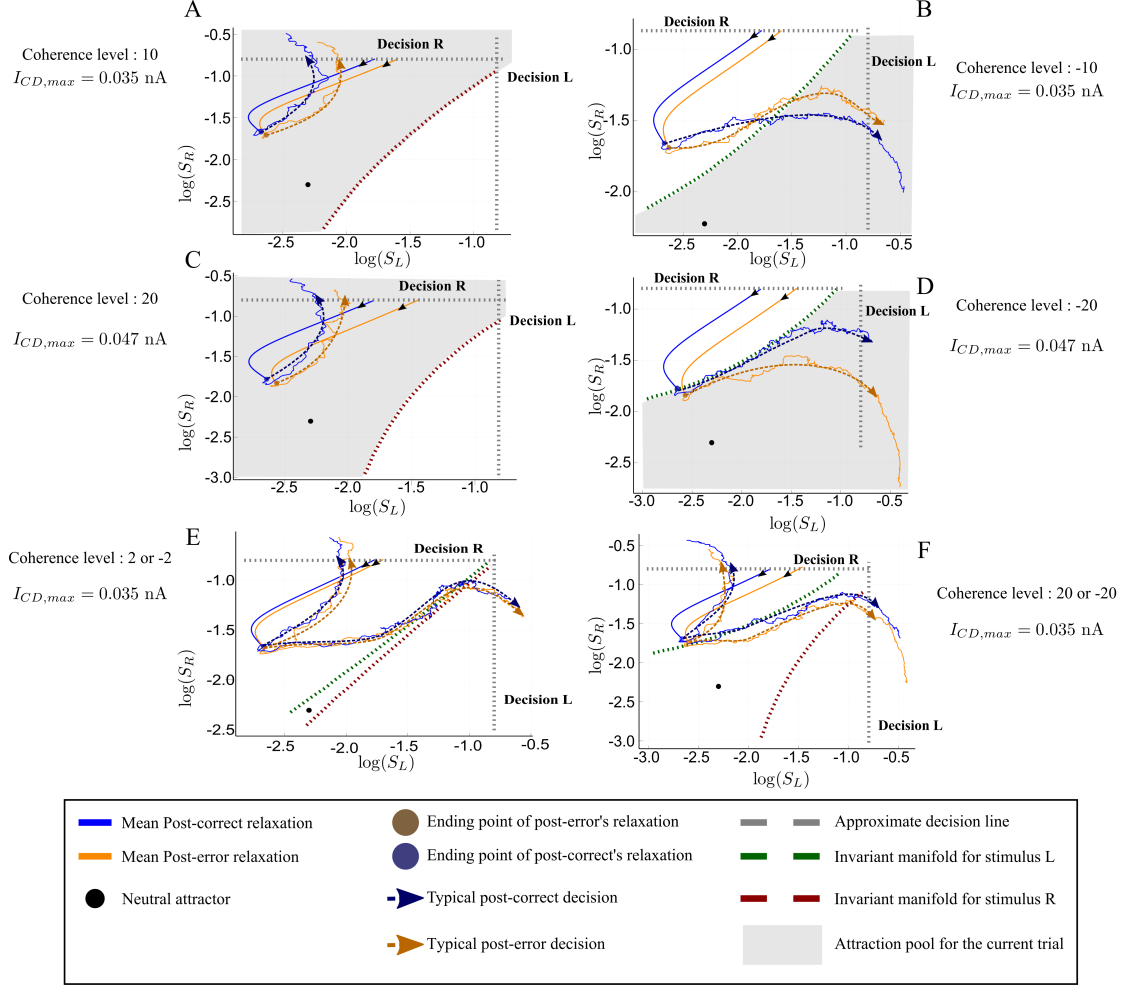 A
Coherence level : 10
I_{CD,max} = 0.035 nA
-0.5
-1.0
-1.5
-2.0
-2.5
log(S_R)
Decision R
Decision L
-2.5 -2.0 -1.5 -1.0
log(S_L)
B
Coherence level : -10
I_{CD,max} = 0.035 nA
-1.0
-1.5
-2.0
log(S_R)
Decision R
Decision L
-2.5 -2.0 -1.5 -1.0 -0.5
log(S_L)
C
Coherence level : 20
I_{CD,max} = 0.047 nA
-0.5
-1.0
-1.5
-2.0
-2.5
-3.0
log(S_R)
Decision R
Decision L
-2.5 -2.0 -1.5 -1.0
log(S_L)
D
Coherence level : -20
I_{CD,max} = 0.047 nA
-1.0
-1.5
-2.0
-2.5
log(S_R)
Decision R
Decision L
-3.0 -2.5 -2.0 -1.5 -1.0 -0.5
log(S_L)
E
Coherence level : 2 or -2
I_{CD,max} = 0.035 nA
-1.0
-1.5
-2.0
-2.5
log(S_R)
Decision R
Decision L
-2.5 -2.0 -1.5 -1.0 -0.5
log(S_L)
F
Coherence level : 20 or -20
I_{CD,max} = 0.035 nA
-0.5
-1.0
-1.5
-2.0
-2.5
-3.0
log(S_R)
Decision R
Decision L
-3.0 -2.5 -2.0 -1.5 -1.0 -0.5
log(S_L)
Mean Post-correct relaxation
Mean Post-error relaxation
Neutral attractor
Ending point of post-error's relaxation
Ending point of post-correct's relaxation
Typical post-correct decision
Typical post-error decision
Approximate decision line
Invariant manifold for stimulus L
Invariant manifold for stimulus R
Attraction pool for the current trial